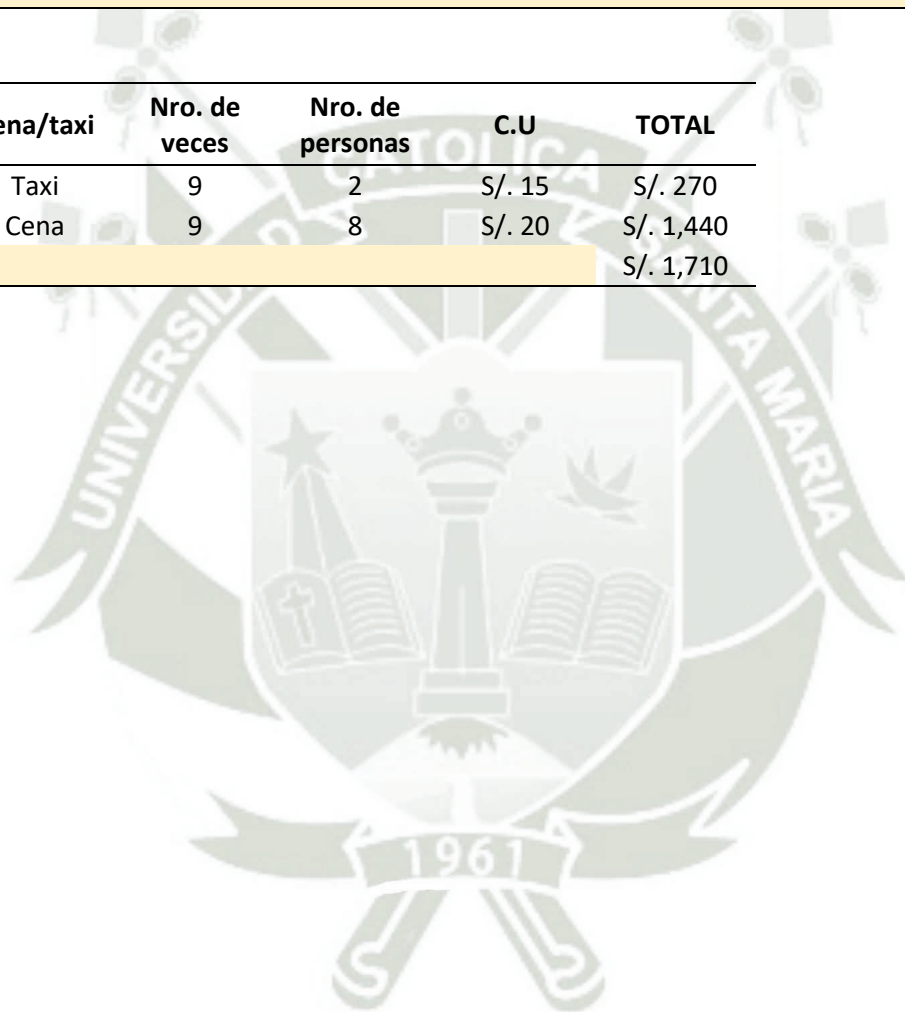 ena/taxi Nro. de veces Nro. de personas C.U TOTAL
Taxi 9 2 S/. 15 S/. 270
Cena 9 8 S/. 20 S/. 1,440
S/. 1,710
UNIVERSIDAD CATOLICA SANTA MARIA
1961